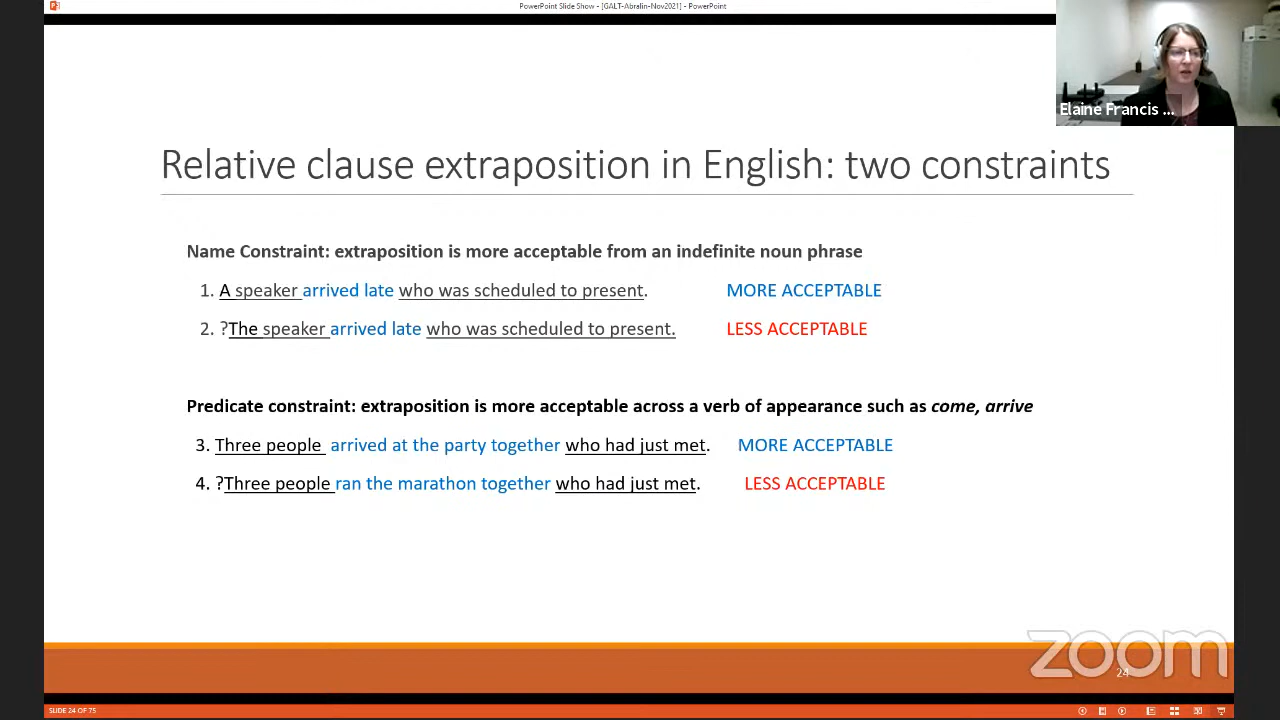 PowerPoint Slide Show - [GALT-Abralin-Nov2021] - PowerPoint
Elaine Francis ...
Relative clause extraposition in English: two constraints
Name Constraint: extraposition is more acceptable from an indefinite noun phrase
1. A speaker arrived late who was scheduled to present. MORE ACCEPTABLE
2. ?The speaker arrived late who was scheduled to present. LESS ACCEPTABLE
Predicate constraint: extraposition is more acceptable across a verb of appearance such as come, arrive
3. Three people arrived at the party together who had just met. MORE ACCEPTABLE
4. ?Three people ran the marathon together who had just met. LESS ACCEPTABLE
zoom
24
SLIDE 24 OF 75